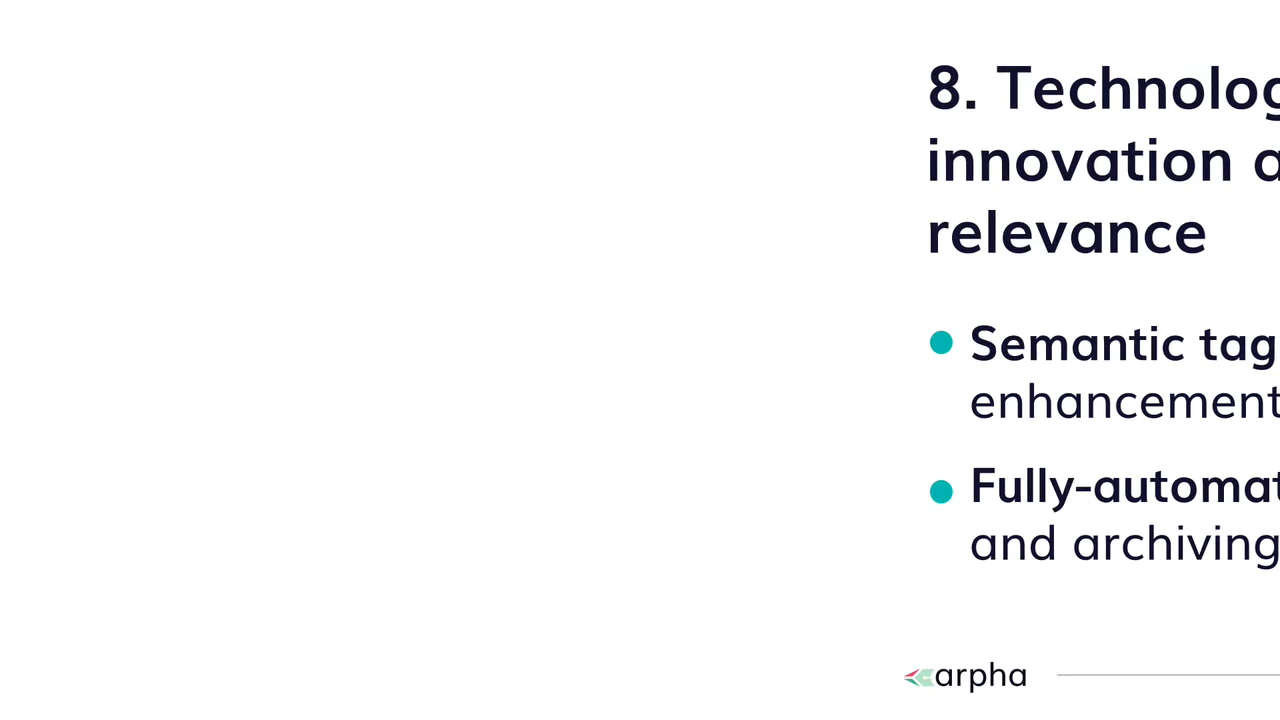 8. Technolog
innovation a
relevance
Semantic tag
enhancement
Fully-automat
and archiving
arpha